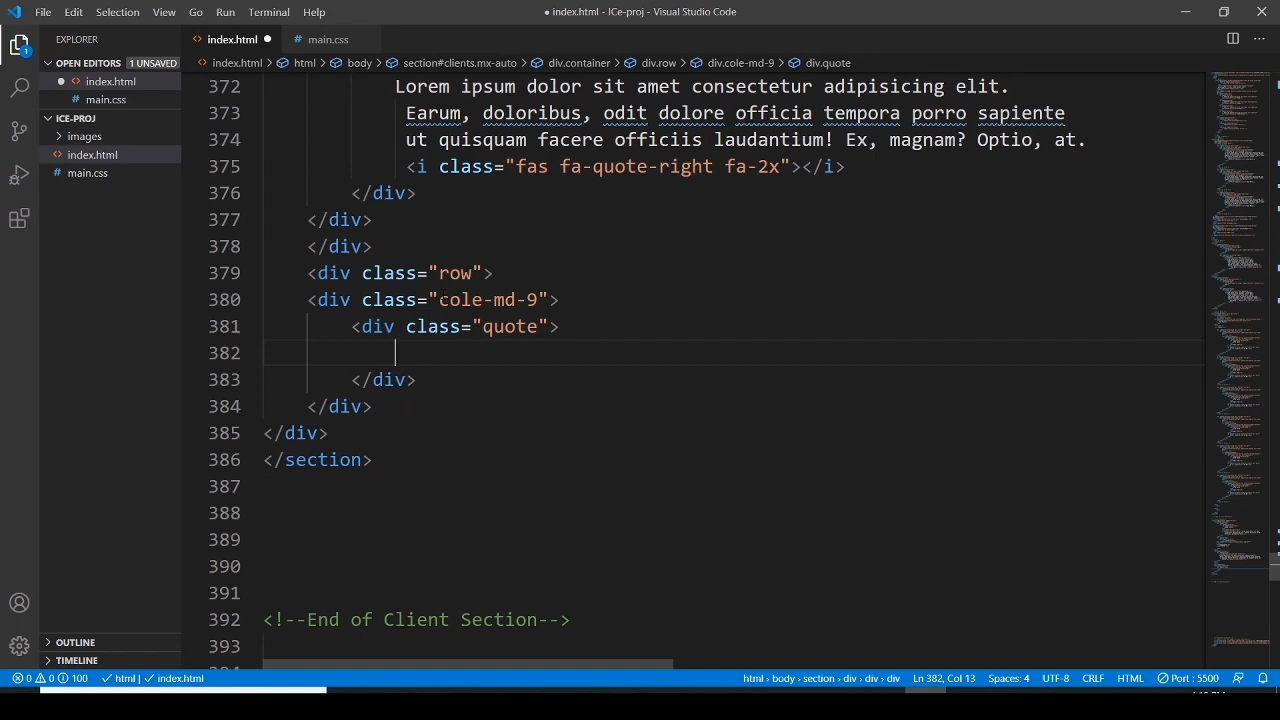 File Edit Selection View Go Run Terminal Help
● index.html - ICe-proj - Visual Studio Code
EXPLORER
index.html ●
main.css
OPEN EDITORS 1 UNSAVED
index.html
main.css
ICE-PROJ
images
index.html
main.css
OUTLINE
TIMELINE
index.html > html > body > section#clients.mx-auto > div.container > div.row > div.cole-md-9 > div.quote
372 Lorem ipsum dolor sit amet consectetur adipisicing elit.
373 Earum, doloribus, odit dolore officia tempora porro sapiente
374 ut quisquam facere officiis laudantium! Ex, magnam? Optio, at.
375 <i class="fas fa-quote-right fa-2x"></i>
376 </div>
377 </div>
378 </div>
379 <div class="row">
380 <div class="cole-md-9">
381 <div class="quote">
382
383 </div>
384 </div>
385 </div>
386 </section>
387
388
389
390
391
392 <!--End of Client Section-->
393
1
0 0 100 html | index.html
html > body > section > div > div > div Ln 382, Col 13 Spaces: 4 UTF-8 CRLF HTML Port : 5500